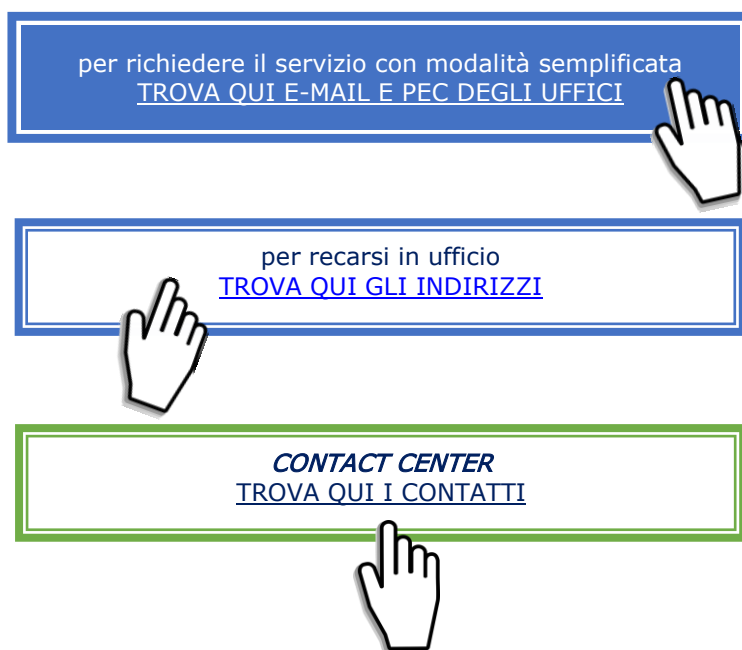 per richiedere il servizio con modalità semplificata
TROVA QUI E-MAIL E PEC DEGLI UFFICI
per recarsi in ufficio
TROVA QUI GLI INDIRIZZI
CONTACT CENTER
TROVA QUI I CONTATTI